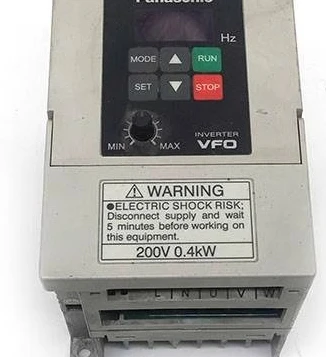 Panasonic
Hz
MODE ▲ RUN
SET ▼ STOP
MIN MAX
INVERTER
VFO
⚠ WARNING
●ELECTRIC SHOCK RISK;
Disconnect supply and wait
5 minutes before working on
this equipment.
200V 0.4kW
L N U V W